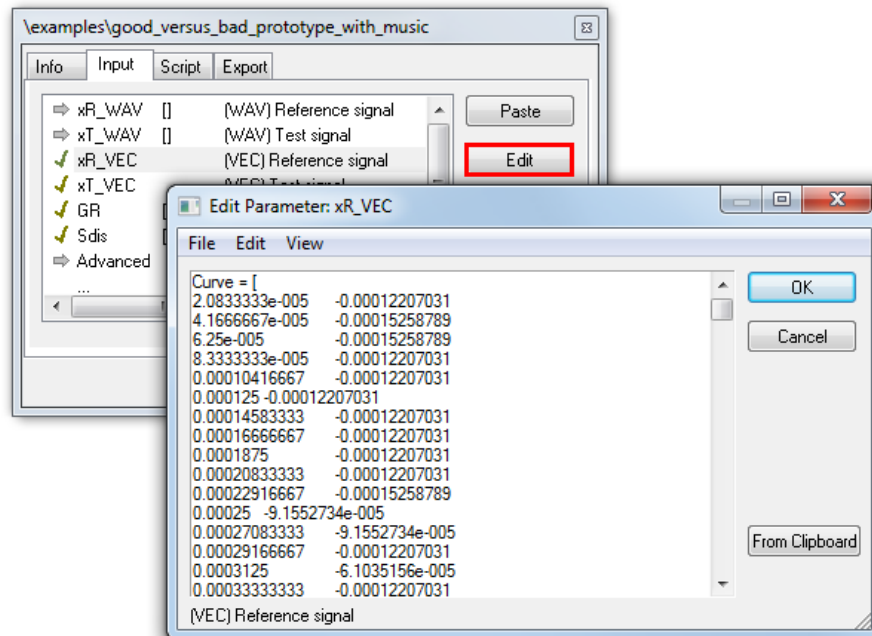 \examples\good_versus_bad_prototype_with_music
Info Input Script Export
xR_WAV [] (WAV) Reference signal
xT_WAV [] (WAV) Test signal
xR_VEC (VEC) Reference signal
xT_VEC (VEC) Test signal
GR [
Sdis [
Advanced
...
Paste
Edit
Edit Parameter: xR_VEC
File Edit View
Curve = [
2.0833333e-005 -0.00012207031
4.1666667e-005 -0.00015258789
6.25e-005 -0.00015258789
8.3333333e-005 -0.00012207031
0.00010416667 -0.00012207031
0.000125 -0.00012207031
0.00014583333 -0.00012207031
0.00016666667 -0.00012207031
0.0001875 -0.00012207031
0.00020833333 -0.00012207031
0.00022916667 -0.00015258789
0.00025 -9.1552734e-005
0.00027083333 -9.1552734e-005
0.00029166667 -0.00012207031
0.0003125 -6.1035156e-005
0.00033333333 -0.00012207031
OK
Cancel
From Clipboard
(VEC) Reference signal